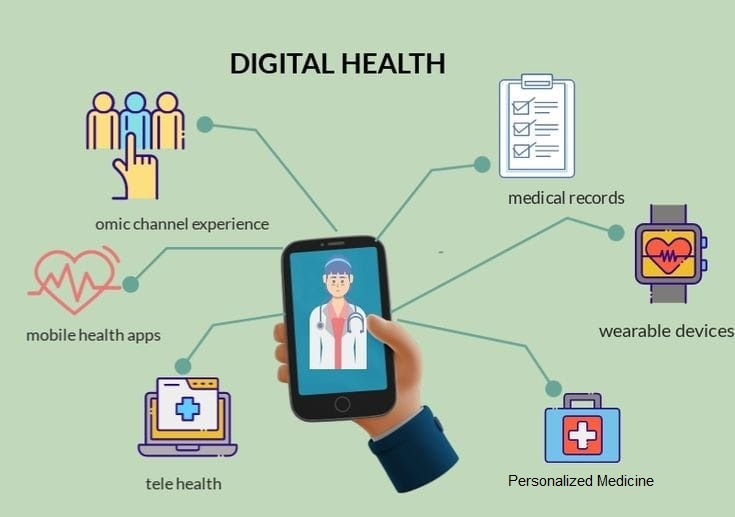 DIGITAL HEALTH
omic channel experience
medical records
mobile health apps
wearable devices
tele health
Personalized Medicine